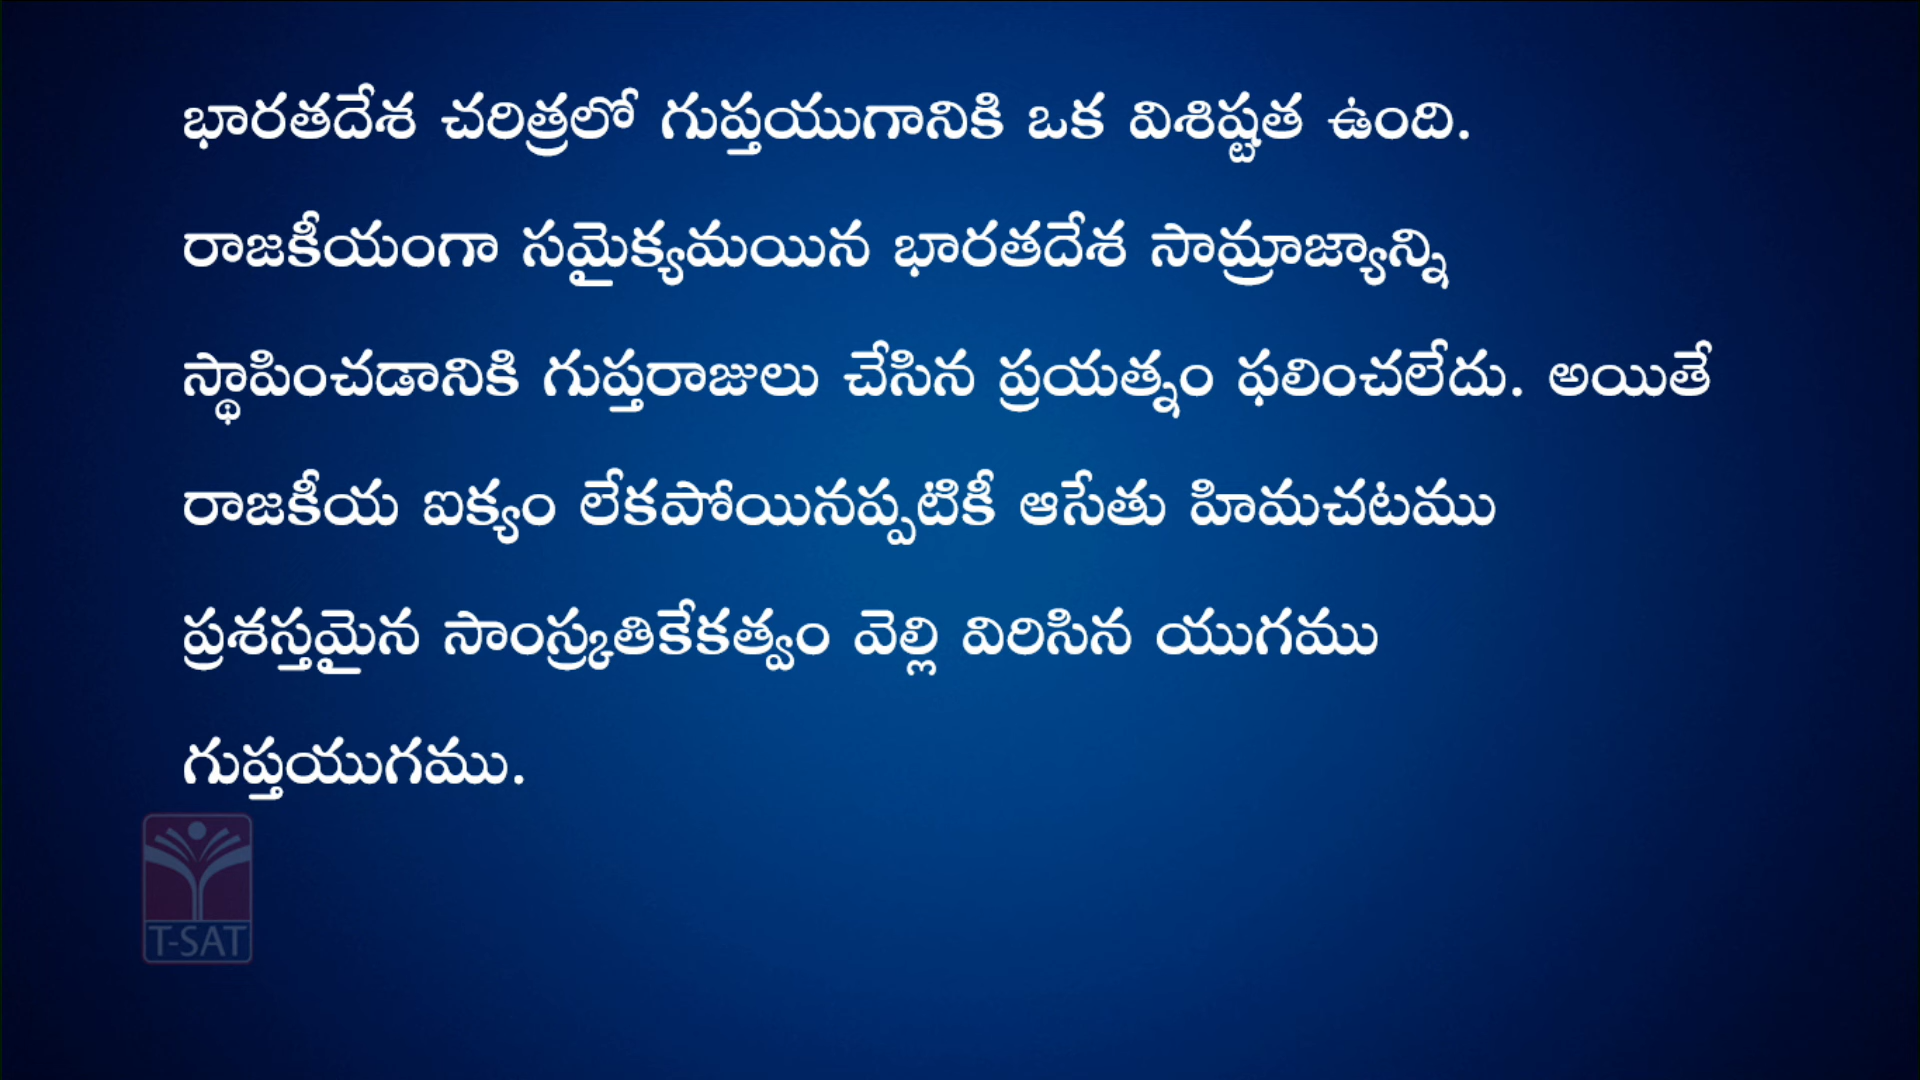 భారతదేశ చరిత్రలో గుప్తయుగానికి ఒక విశిష్టత ఉంది.
రాజకీయంగా సమైక్యమయిన భారతదేశ సామ్రాజ్యాన్ని
స్థాపించడానికి గుప్తరాజులు చేసిన ప్రయత్నం ఫలించలేదు. అయితే
రాజకీయ ఐక్యం లేకపోయినప్పటికీ ఆసేతు హిమచటము
ప్రశస్తమైన సాంస్క్రతికేకత్వం వెల్లి విరిసిన యుగము
గుప్తయుగము.
T-SAT